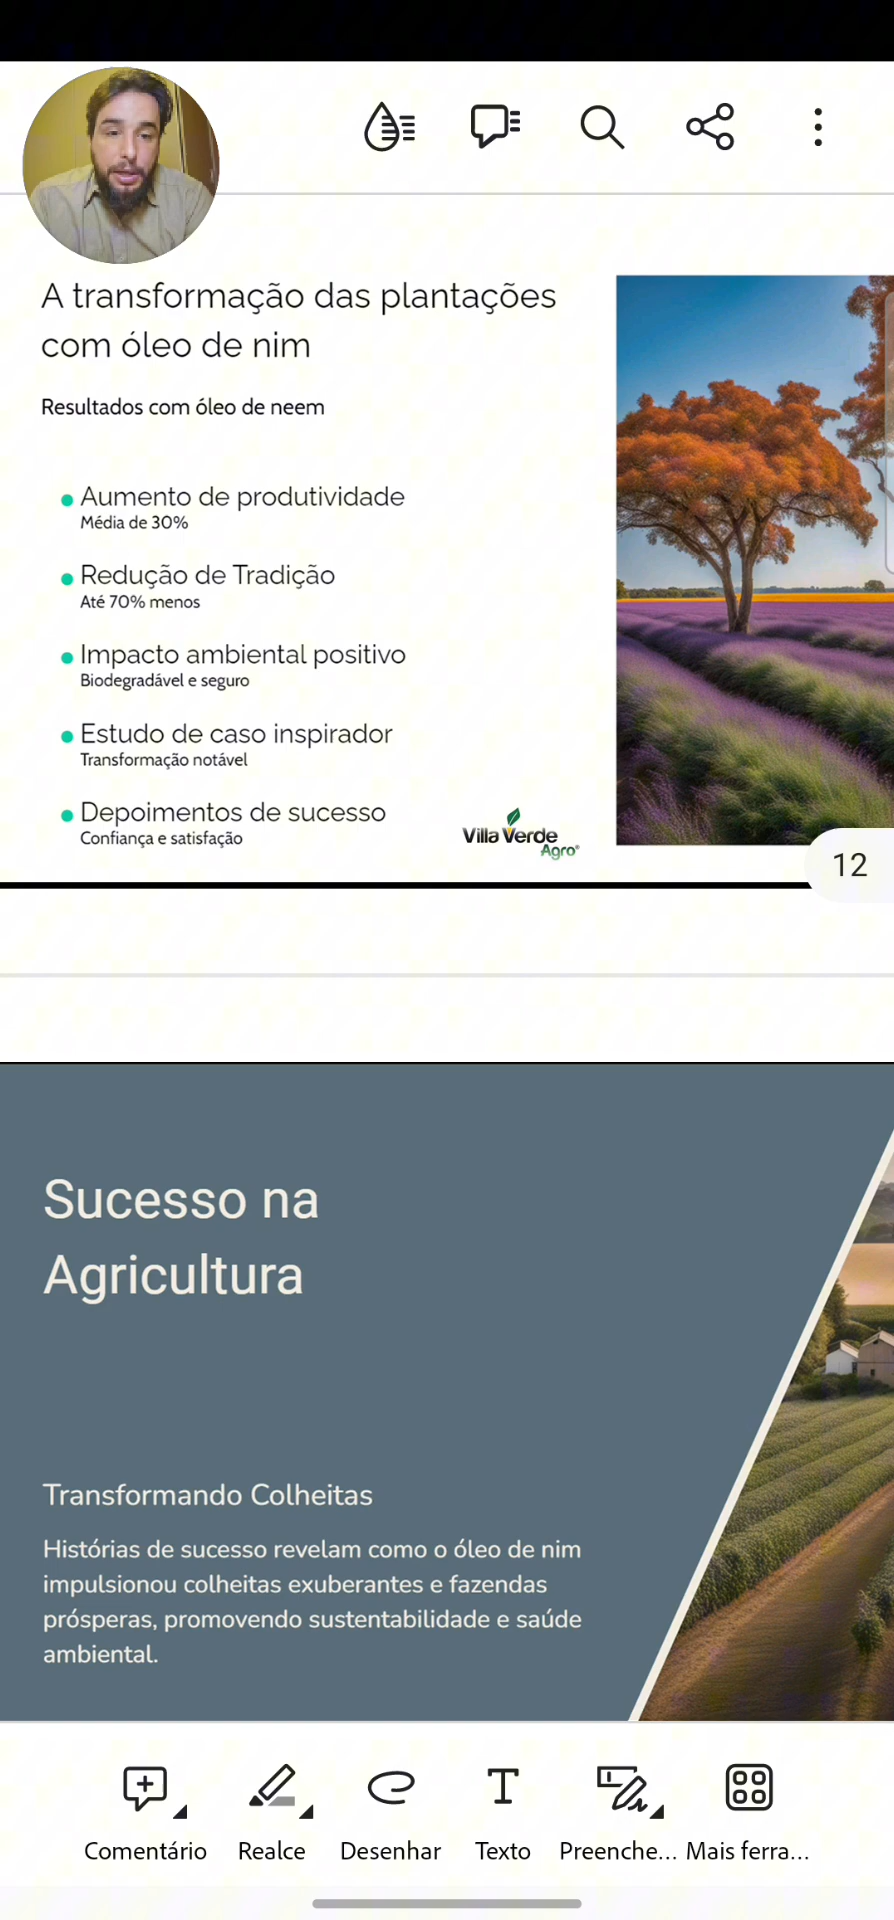 A transformação das plantações
com óleo de nim
Resultados com óleo de neem
Aumento de produtividade
Média de 30%
Redução de Tradição
Até 70% menos
Impacto ambiental positivo
Biodegradável e seguro
Estudo de caso inspirador
Transformação notável
Depoimentos de sucesso
Confiança e satisfação
Villa Verde
Agro®
12
Sucesso na
Agricultura
Transformando Colheitas
Histórias de sucesso revelam como o óleo de nim
impulsionou colheitas exuberantes e fazendas
prósperas, promovendo sustentabilidade e saúde
ambiental.
Comentário Realce Desenhar Texto Preenche... Mais ferra...